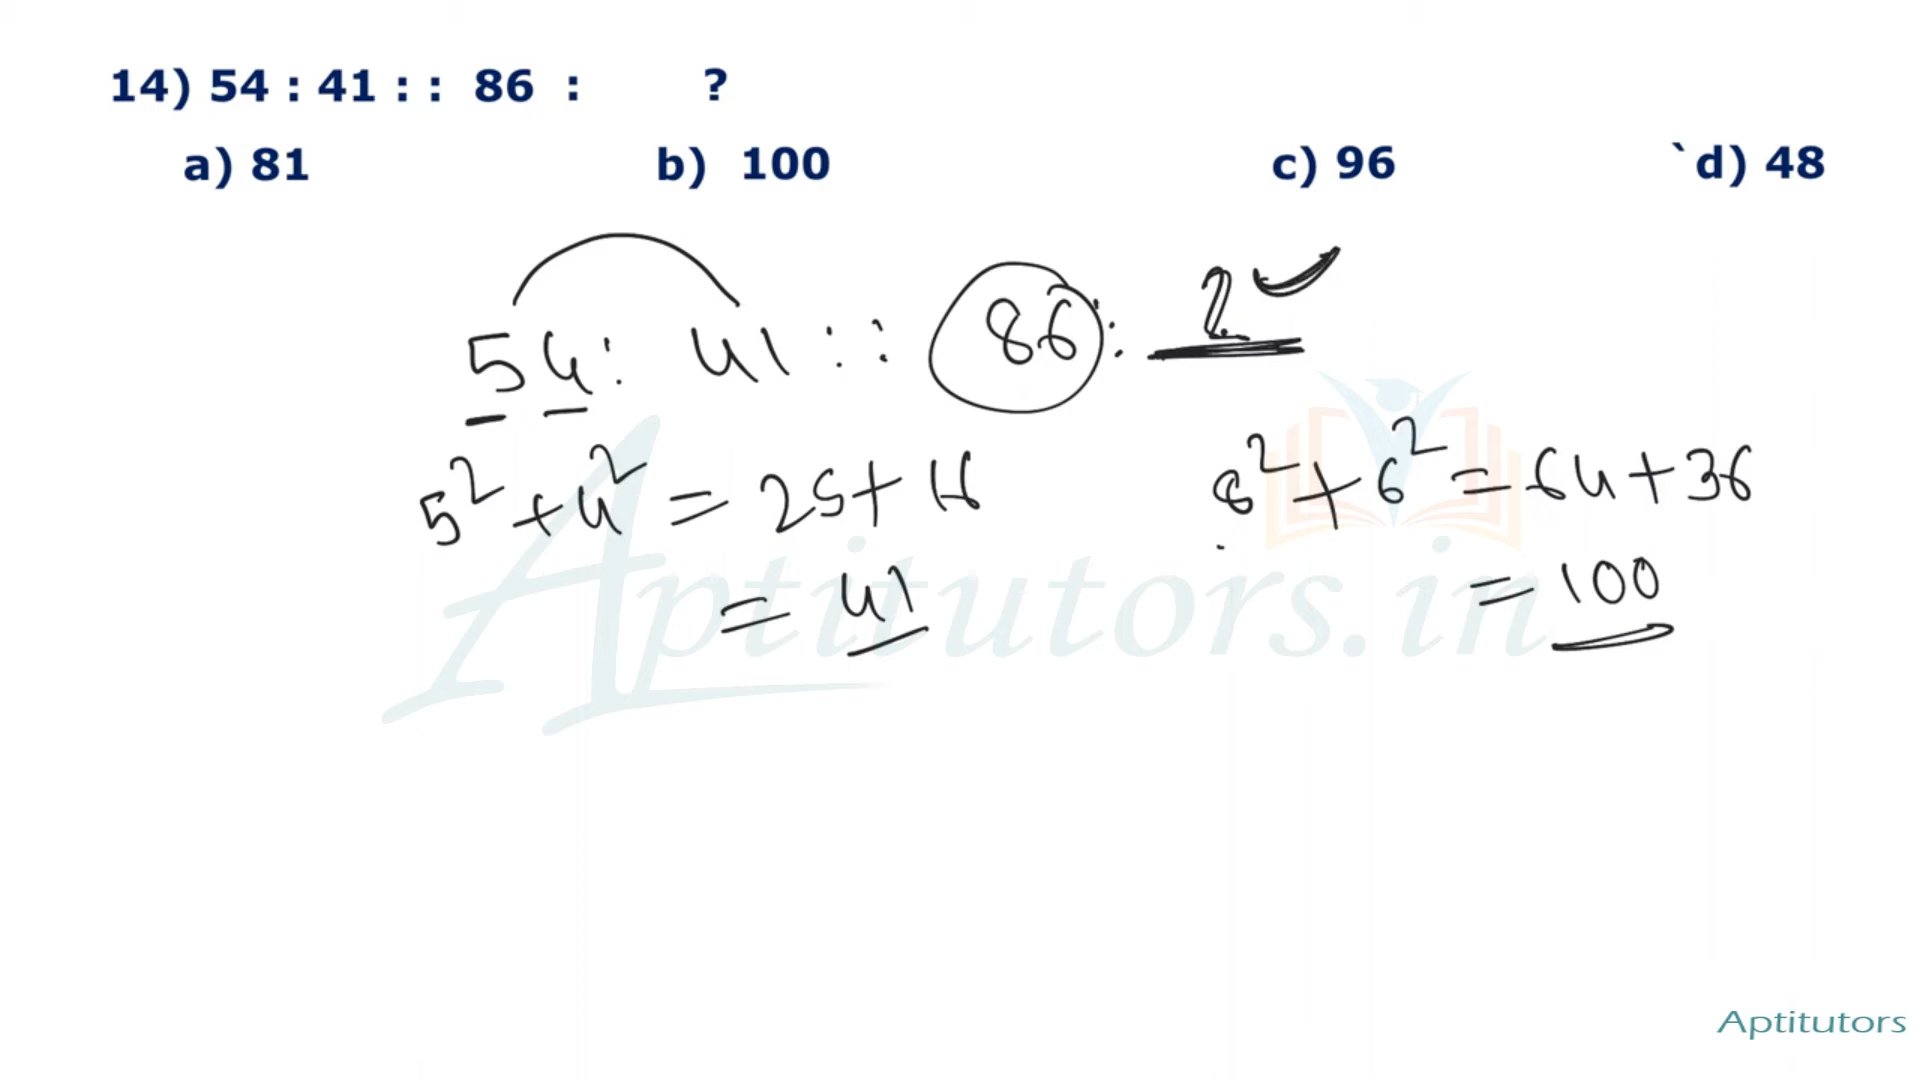 14) 54 : 41 : : 86 : ?
a) 81 b) 100 c) 96 `d) 48
54 : 41 :: 86 : ?
5²+4² = 25+16 8²+6² = 64+36
= 41 = 100
Aptitutors.in
Aptitutors